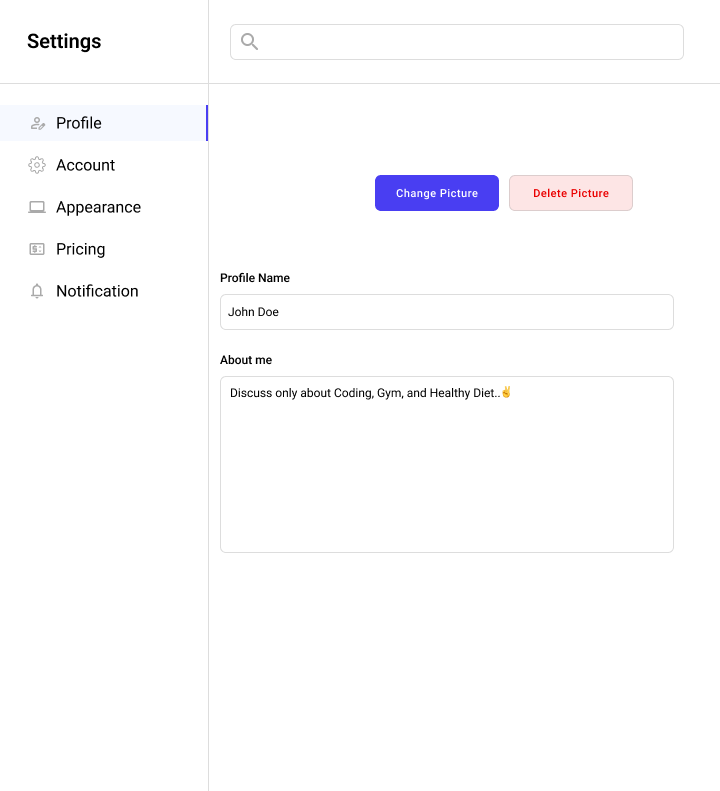 Settings
Profile
Account
Appearance
Pricing
Notification
Change Picture
Delete Picture
Profile Name
John Doe
About me
Discuss only about Coding, Gym, and Healthy Diet..✌️